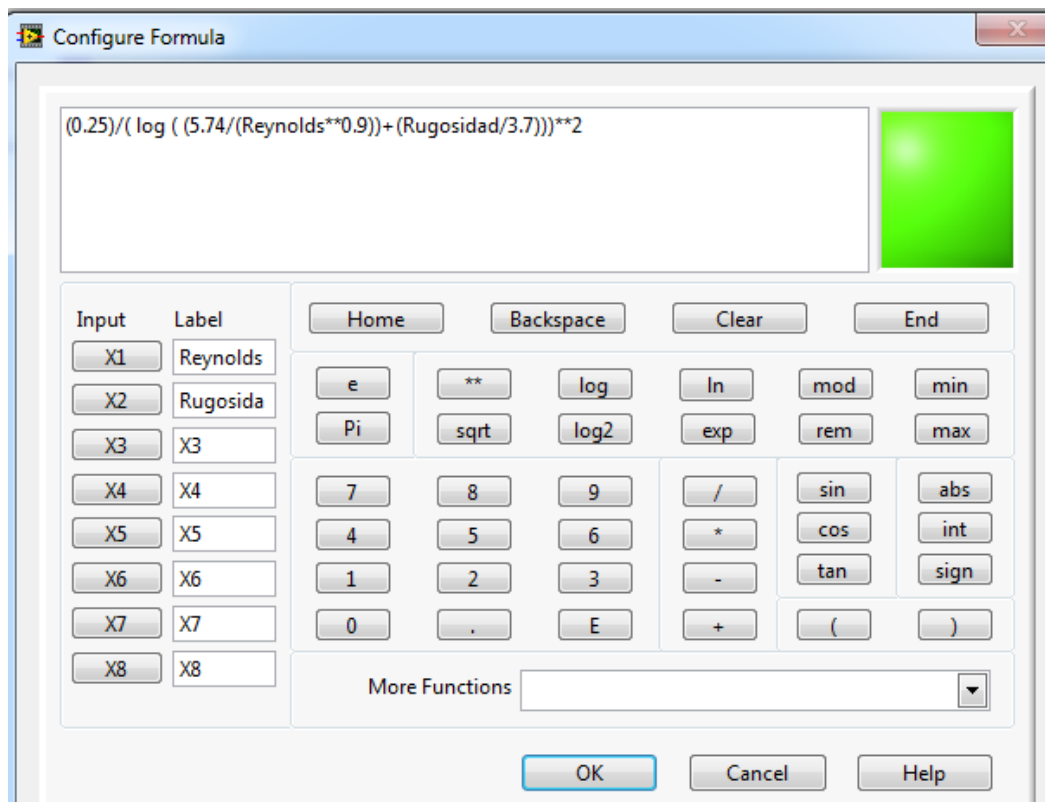 Configure Formula
(0.25)/( log ( (5.74/(Reynolds**0.9))+(Rugosidad/3.7)))**2
Input Label
Home Backspace Clear End
X1 Reynolds
e ** log ln mod min
X2 Rugosida
Pi sqrt log2 exp rem max
X3 X3
X4 X4
7 8 9 / sin abs
X5 X5
4 5 6 * cos int
X6 X6
1 2 3 - tan sign
X7 X7
0 . E + ( )
X8 X8
More Functions
OK Cancel Help